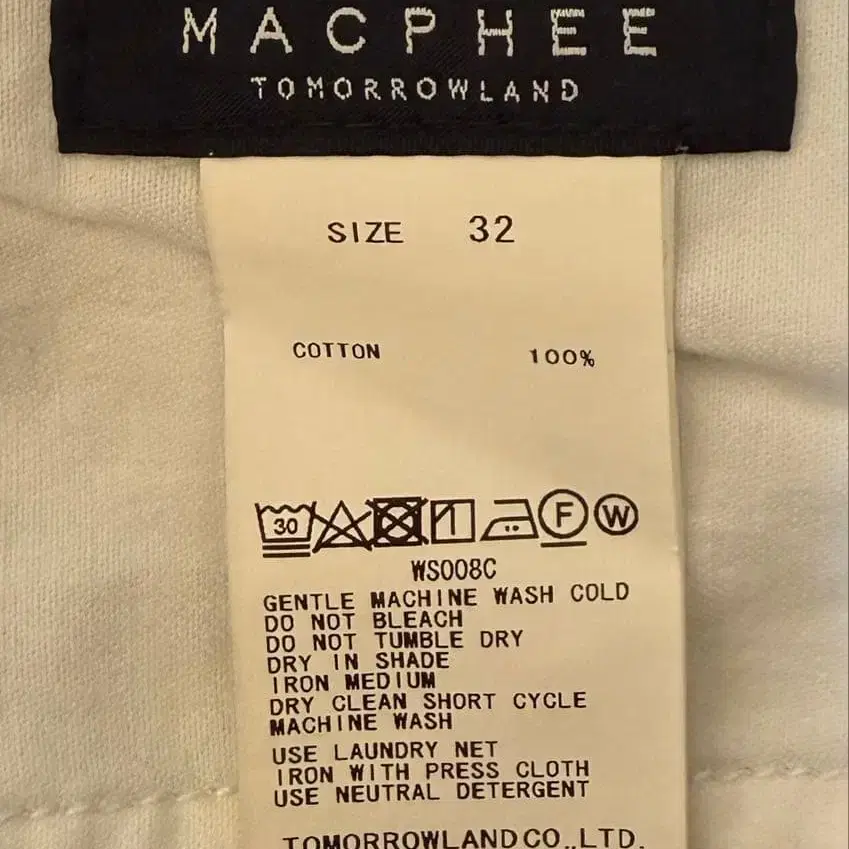 MACPHEE
TOMORROWLAND
SIZE 32
COTTON 100%
30 F W
WS008C
GENTLE MACHINE WASH COLD
DO NOT BLEACH
DO NOT TUMBLE DRY
DRY IN SHADE
IRON MEDIUM
DRY CLEAN SHORT CYCLE
MACHINE WASH
USE LAUNDRY NET
IRON WITH PRESS CLOTH
USE NEUTRAL DETERGENT
TOMORROWLAND CO.,LTD.